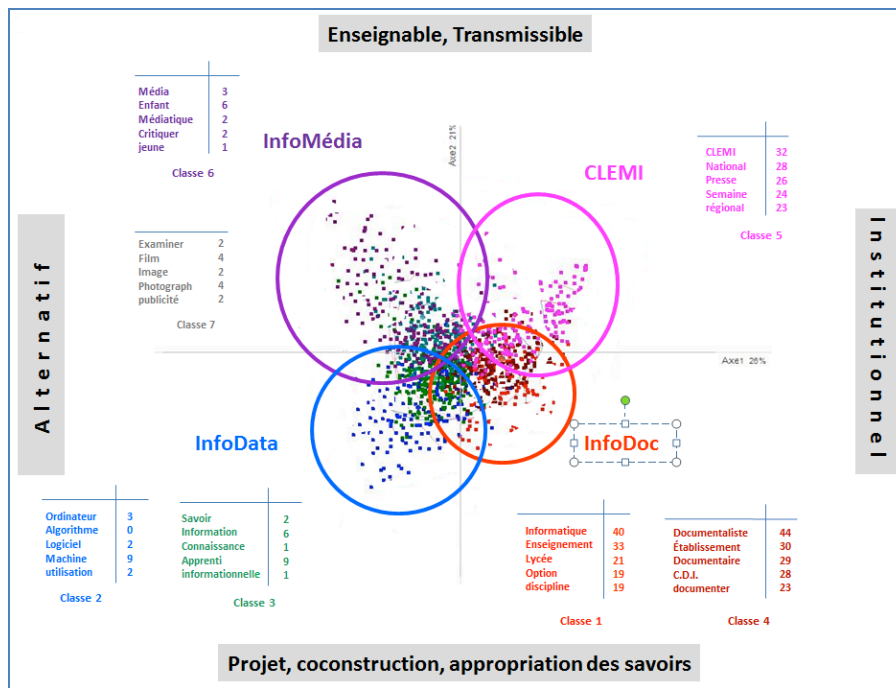 Enseignable, Transmissible
Média 3
Enfant 6
Médiatique 2
Critiquer 2
jeune 1
Classe 6
InfoMédia
Axe2 21%
CLEMI
CLEMI 32
National 28
Presse 26
Semaine 24
régional 23
Classe 5
Alternatif
Institutionnel
Examiner 2
Film 4
Image 2
Photograph 4
publicité 2
Classe 7
Axe1 26%
InfoData
InfoDoc
Ordinateur 3
Algorithme 0
Logiciel 2
Machine 9
utilisation 2
Classe 2
Savoir 2
Information 6
Connaissance 1
Apprenti 9
informationnelle 1
Classe 3
Informatique 40
Enseignement 33
Lycée 21
Option 19
discipline 19
Classe 1
Documentaliste 44
Établissement 30
Documentaire 29
C.D.I. 28
documenter 23
Classe 4
Projet, coconstruction, appropriation des savoirs